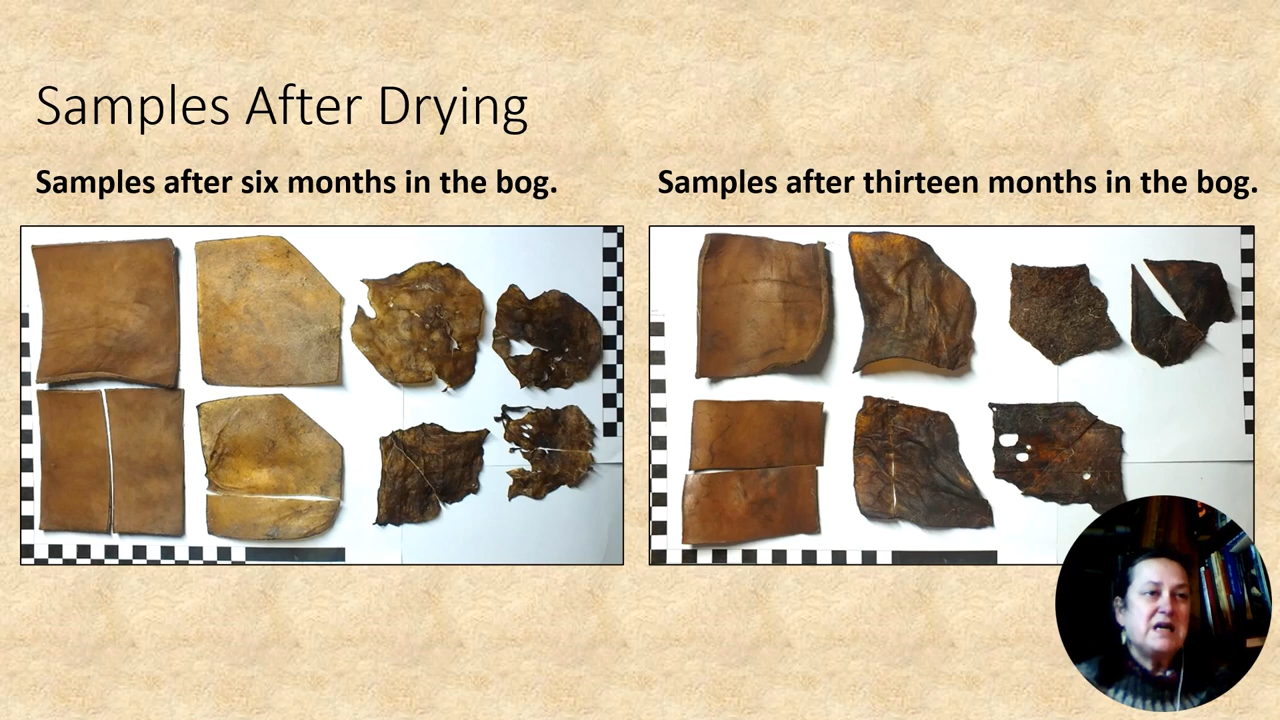 Samples After Drying
Samples after six months in the bog.
Samples after thirteen months in the bog.